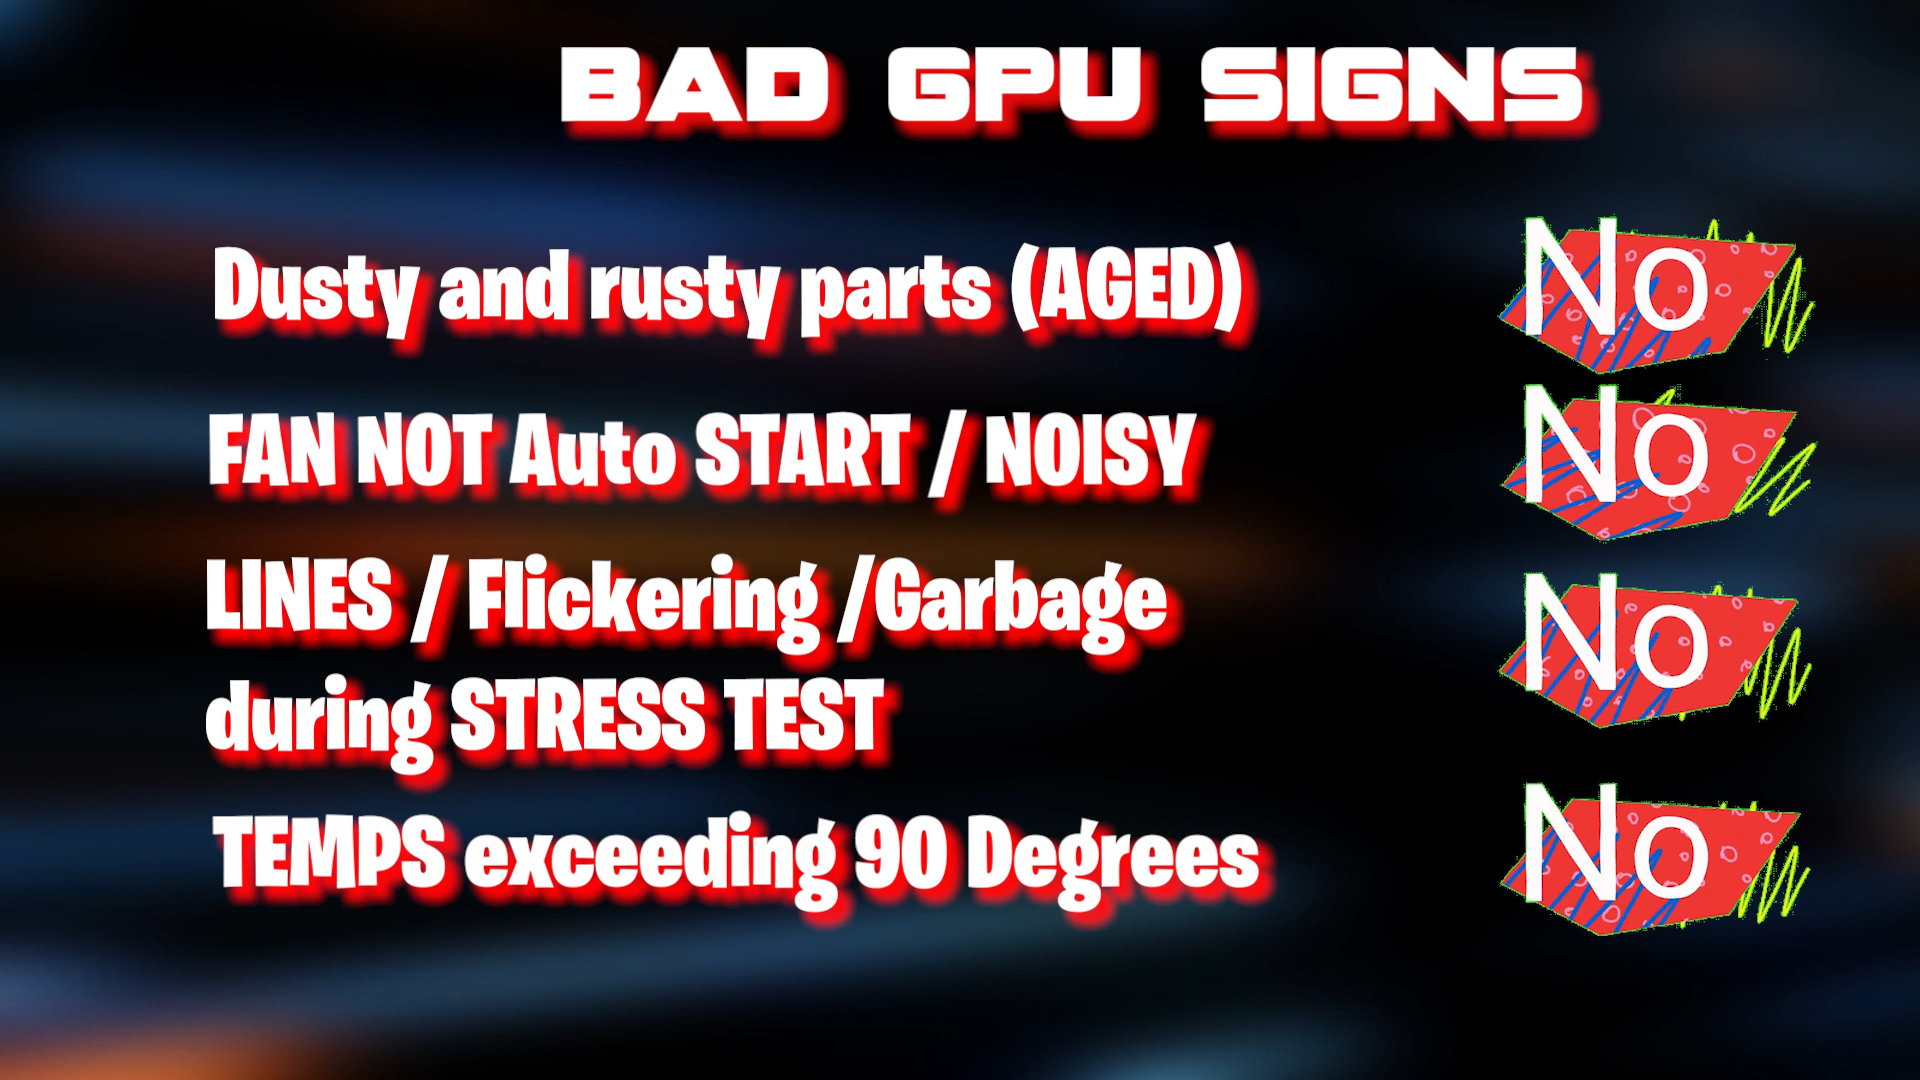 BAD GPU SIGNS
Dusty and rusty parts (AGED)
No
FAN NOT Auto START / NOISY
No
LINES / Flickering /Garbage
during STRESS TEST
No
TEMPS exceeding 90 Degrees
No